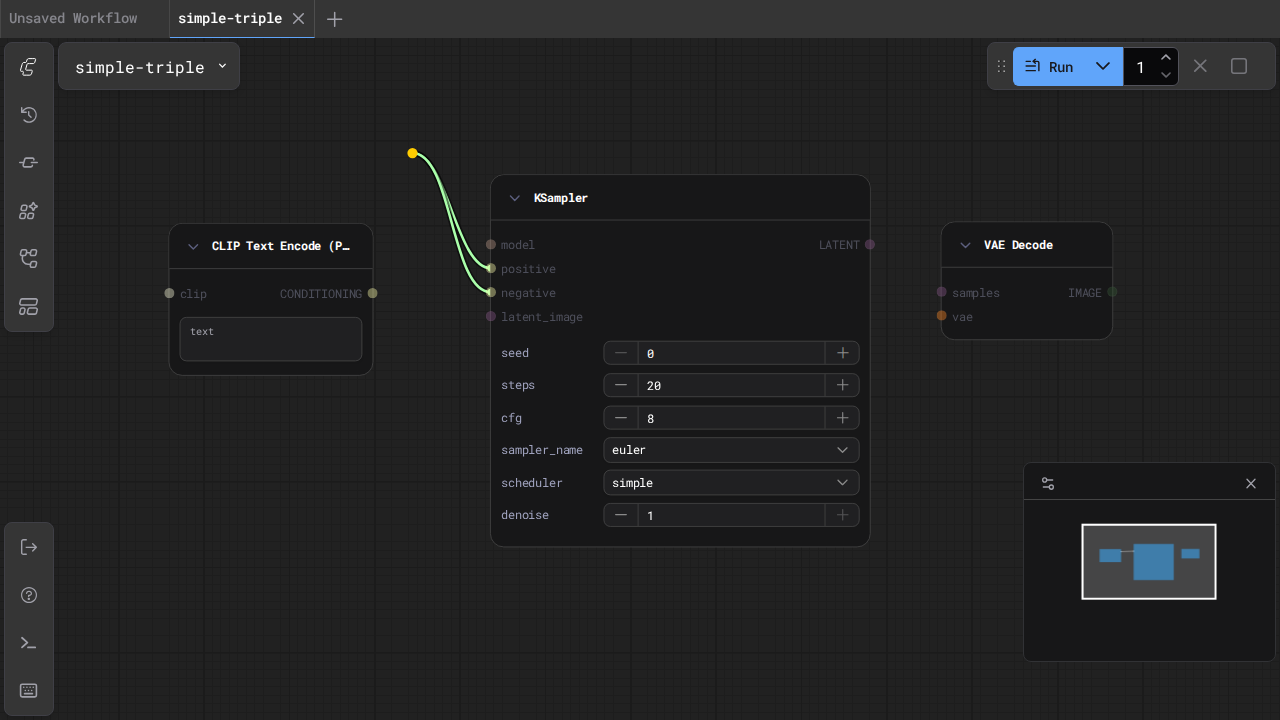 Unsaved Workflow
simple-triple
simple-triple
Run
1
CLIP Text Encode (P…
clip
CONDITIONING
text
KSampler
model
LATENT
positive
negative
latent_image
seed
0
steps
20
cfg
8
sampler_name
euler
scheduler
simple
denoise
1
VAE Decode
samples
IMAGE
vae